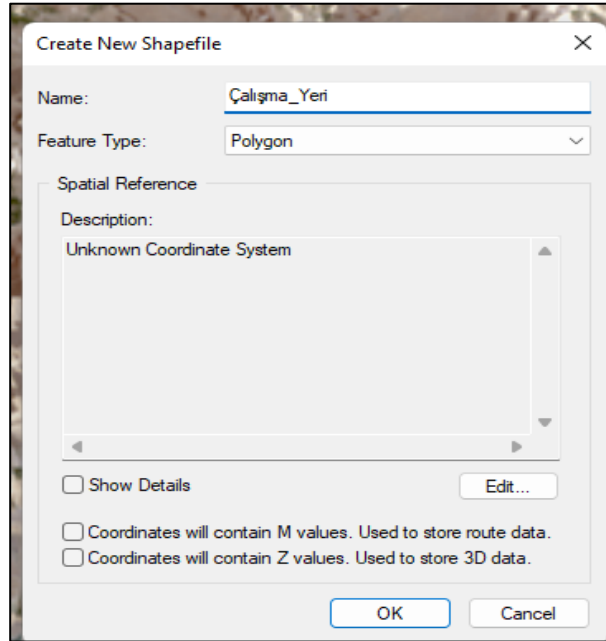 Create New Shapefile
Name: Çalışma_Yeri
Feature Type: Polygon
Spatial Reference
Description:
Unknown Coordinate System
Show Details
Edit...
Coordinates will contain M values. Used to store route data.
Coordinates will contain Z values. Used to store 3D data.
OK Cancel